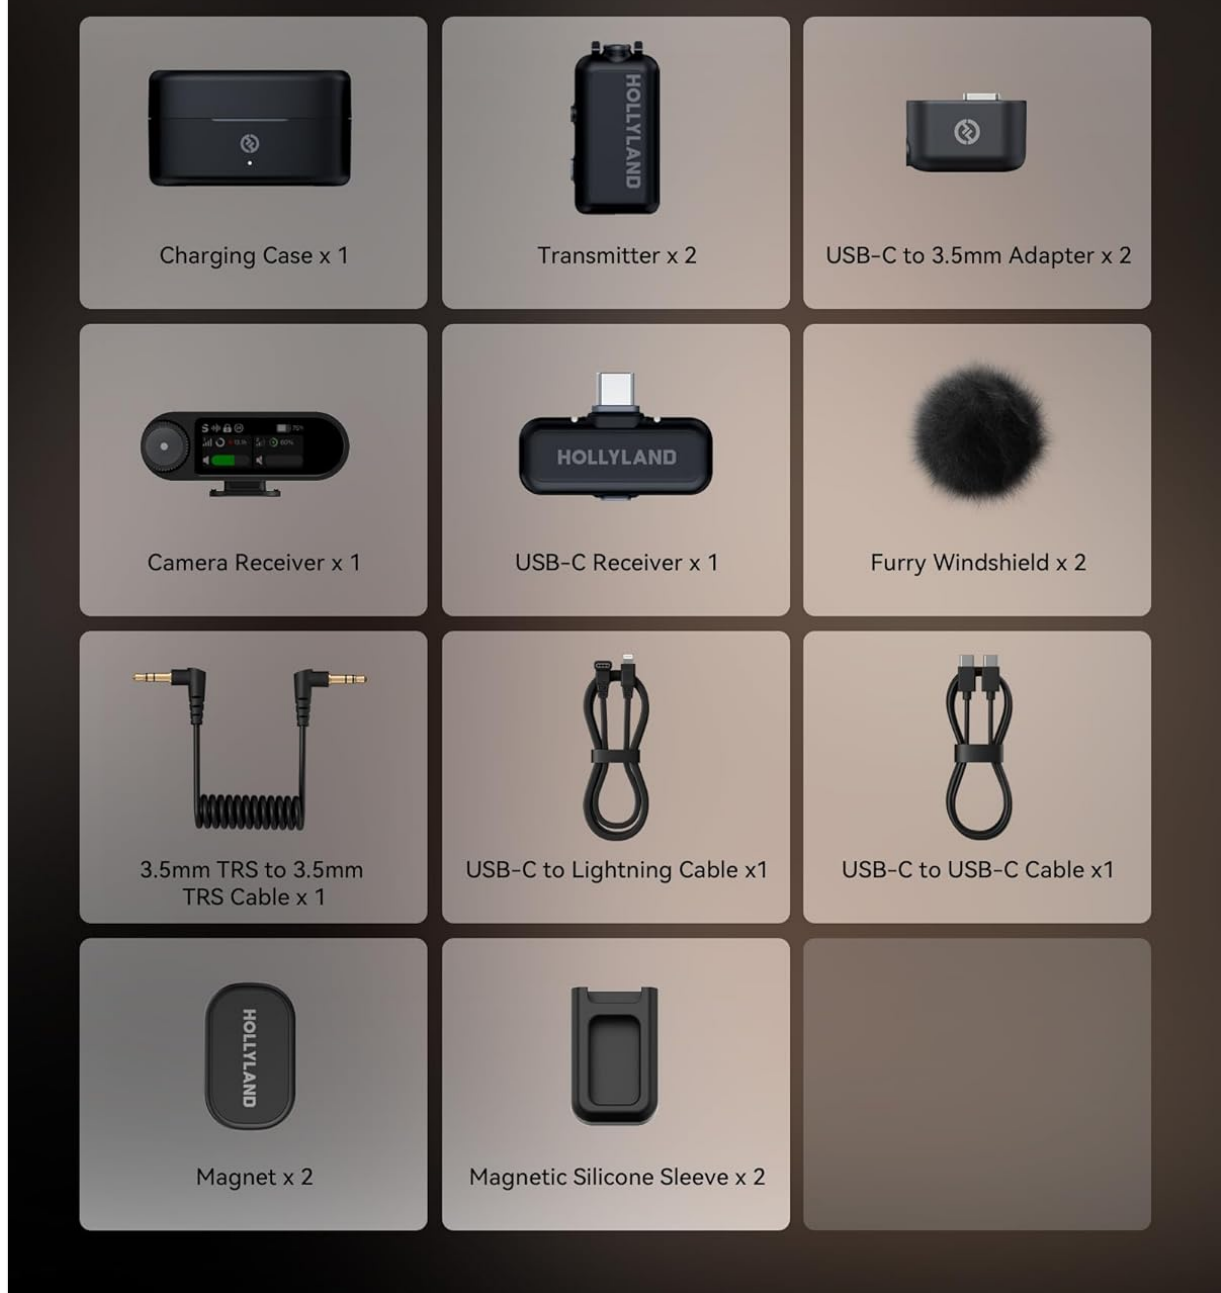 HOLLYLAND
Charging Case x 1
Transmitter x 2
USB-C to 3.5mm Adapter x 2
S
75%
60%
HOLLYLAND
Camera Receiver x 1
USB-C Receiver x 1
Furry Windshield x 2
3.5mm TRS to 3.5mm
TRS Cable x 1
USB-C to Lightning Cable x1
USB-C to USB-C Cable x1
HOLLYLAND
Magnet x 2
Magnetic Silicone Sleeve x 2